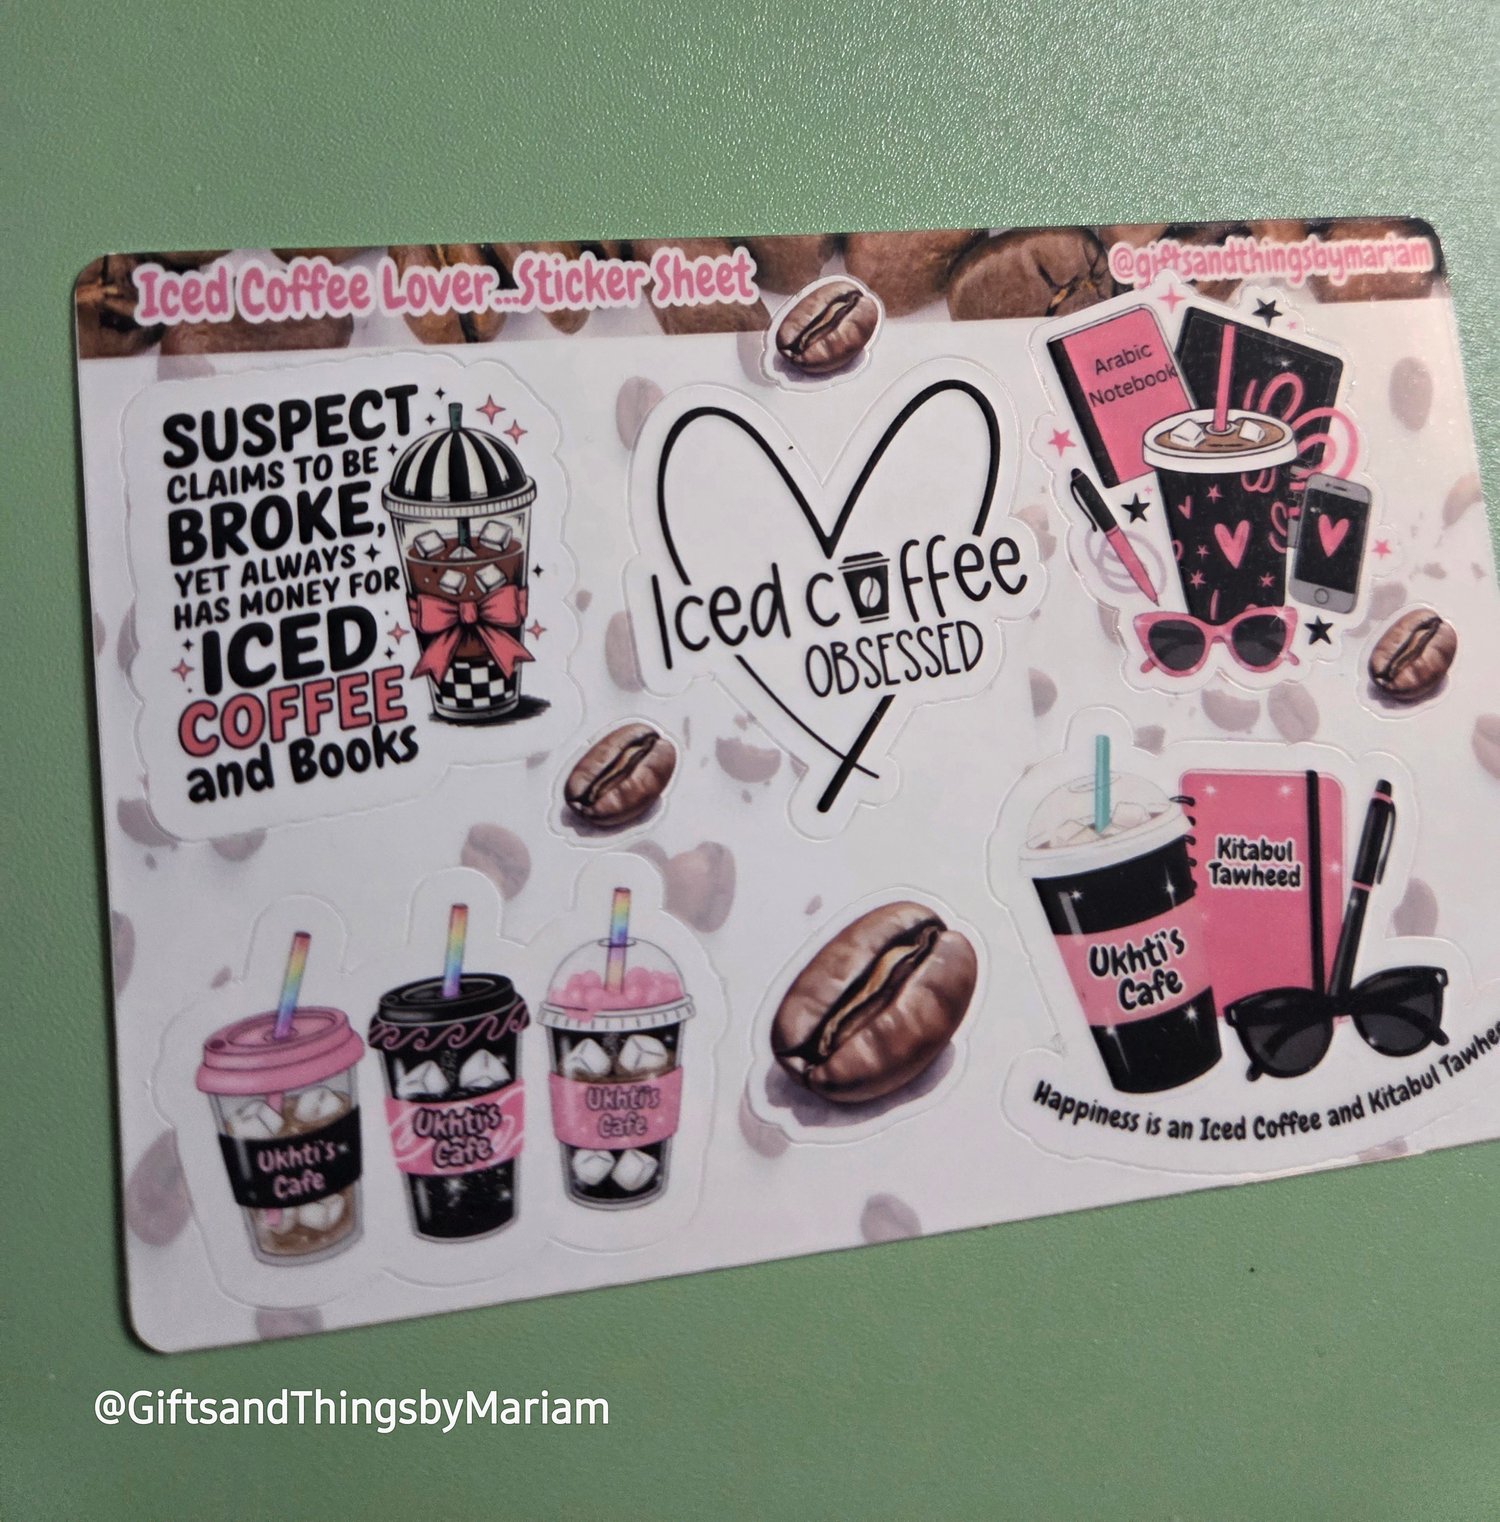 Iced Coffee Lover...Sticker Sheet
@giftsandthingsbymariam
SUSPECT
CLAIMS TO BE
BROKE,
YET ALWAYS
HAS MONEY FOR
ICED
COFFEE
and Books
Iced coffee
OBSESSED
Arabic
Notebook
Ukhti's
Cafe
Kitabul
Tawheed
Happiness is an Iced Coffee and Kitabul Tawhee
Ukhti's
Cafe
Ukhti's
Cafe
Ukhti's
Cafe
@GiftsandThingsbyMariam